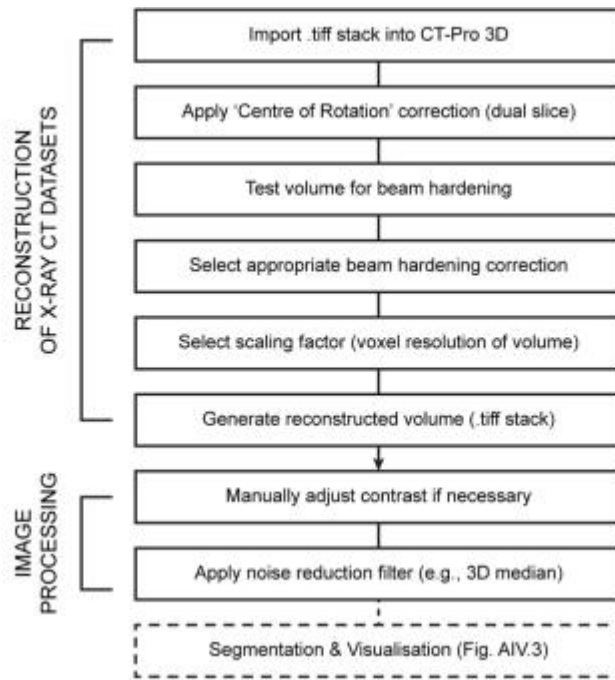 Import .tiff stack into CT-Pro 3D
Apply ‘Centre of Rotation’ correction (dual slice)
Test volume for beam hardening
Select appropriate beam hardening correction
Select scaling factor (voxel resolution of volume)
Generate reconstructed volume (.tiff stack)
RECONSTRUCTION
OF X-RAY CT DATASETS
Manually adjust contrast if necessary
Apply noise reduction filter (e.g., 3D median)
IMAGE
PROCESSING
Segmentation & Visualisation (Fig. AIV.3)